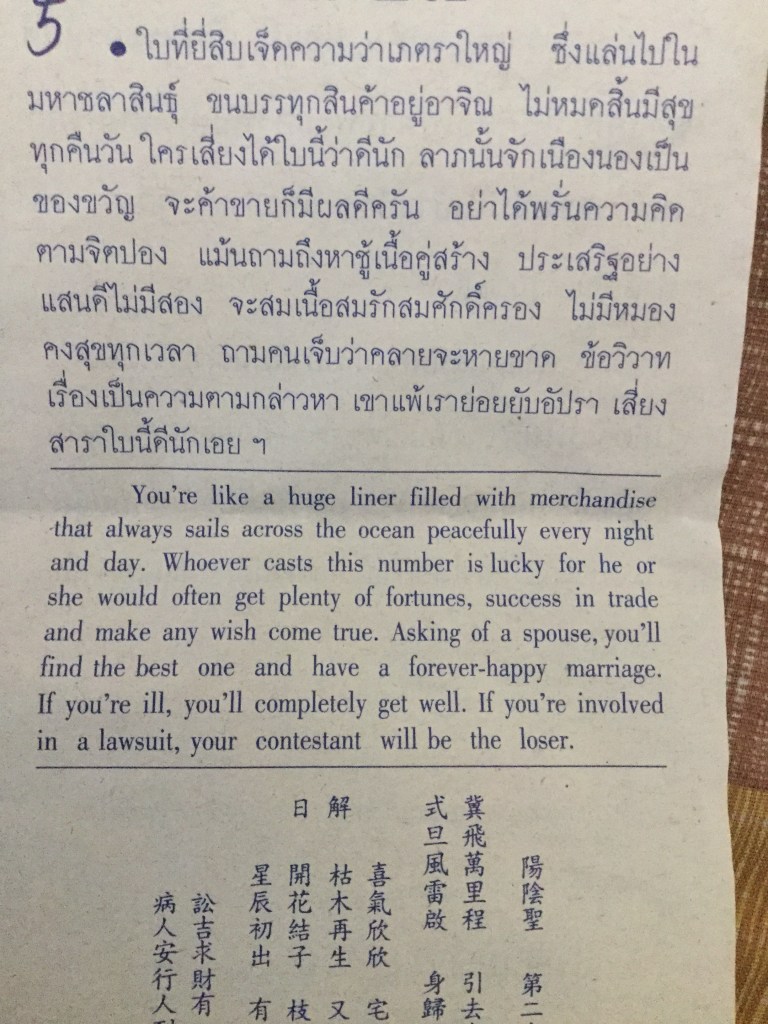 5
• ใบที่ยี่สิบเจ็ดความว่าเภตราใหญ่ ซึ่งแล่นไปใน
มหาชลาสินธุ์ ขนบรรทุกสินค้าอยู่อาจิณ ไม่หมดสิ้นมีสุข
ทุกคืนวัน ใครเสี่ยงได้ใบนี้ว่าดีนัก ลาภนั้นจักเนืองนองเป็น
ของขวัญ จะค้าขายก็มีผลดีครัน อย่าได้พรั่นความคิด
ตามจิตปอง แม้นถามถึงหาชู้เนื้อคู่สร้าง ประเสริฐอย่าง
แสนดีไม่มีสอง จะสมเนื้อสมรักสมศักดิ์ครอง ไม่มีหมอง
คงสุขทุกเวลา ถามคนเจ็บว่าคลายจะหายขาด ข้อวิวาท
เรื่องเป็นความตามกล่าวหา เขาแพ้เราย่อยยับอัปรา เสี่ยง
สาราใบนี้ดีนักเอย ฯ
You're like a huge liner filled with merchandise
that always sails across the ocean peacefully every night
and day. Whoever casts this number is lucky for he or
she would often get plenty of fortunes, success in trade
and make any wish come true. Asking of a spouse, you'll
find the best one and have a forever-happy marriage.
If you're ill, you'll completely get well. If you're involved
in a lawsuit, your contestant will be the loser.
陽陰聖 第二
冀飛萬里程 引去
式旦風雷啟 身歸
解日
喜氣欣欣 宅
枯木再生 又
開花結子 枝
星辰初出 有
訟吉求財有
病人安行人